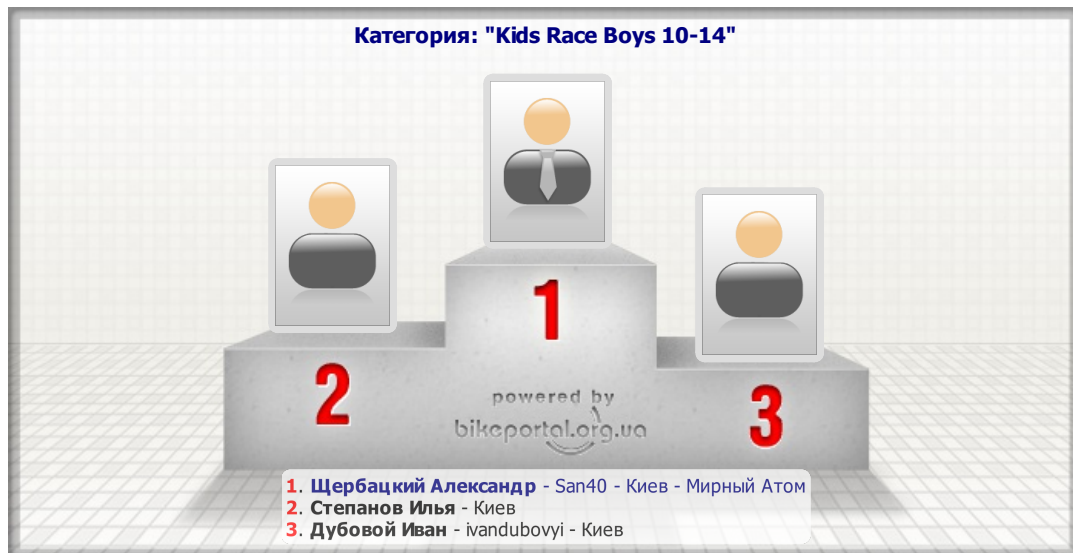 Категория: "Kids Race Boys 10-14"
1
2
3
powered by
bikeportal.org.ua
1. Щербацкий Александр - San40 - Киев - Мирный Атом
2. Степанов Илья - Киев
3. Дубовой Иван - ivandubovyi - Киев